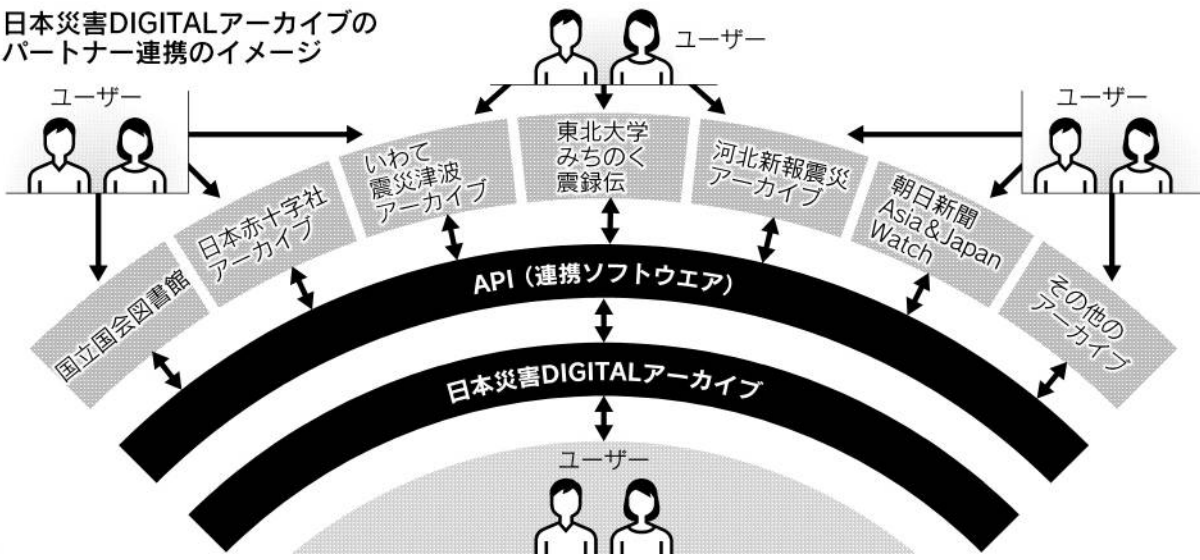 日本災害DIGITALアーカイブの
パートナー連携のイメージ
ユーザー
ユーザー
ユーザー
国立国会図書館
日本赤十字社
アーカイブ
いわて
震災津波
アーカイブ
東北大学
みちのく
震録伝
河北新報震災
アーカイブ
朝日新聞
Asia&Japan
Watch
その他の
アーカイブ
API（連携ソフトウエア）
日本災害DIGITALアーカイブ
ユーザー